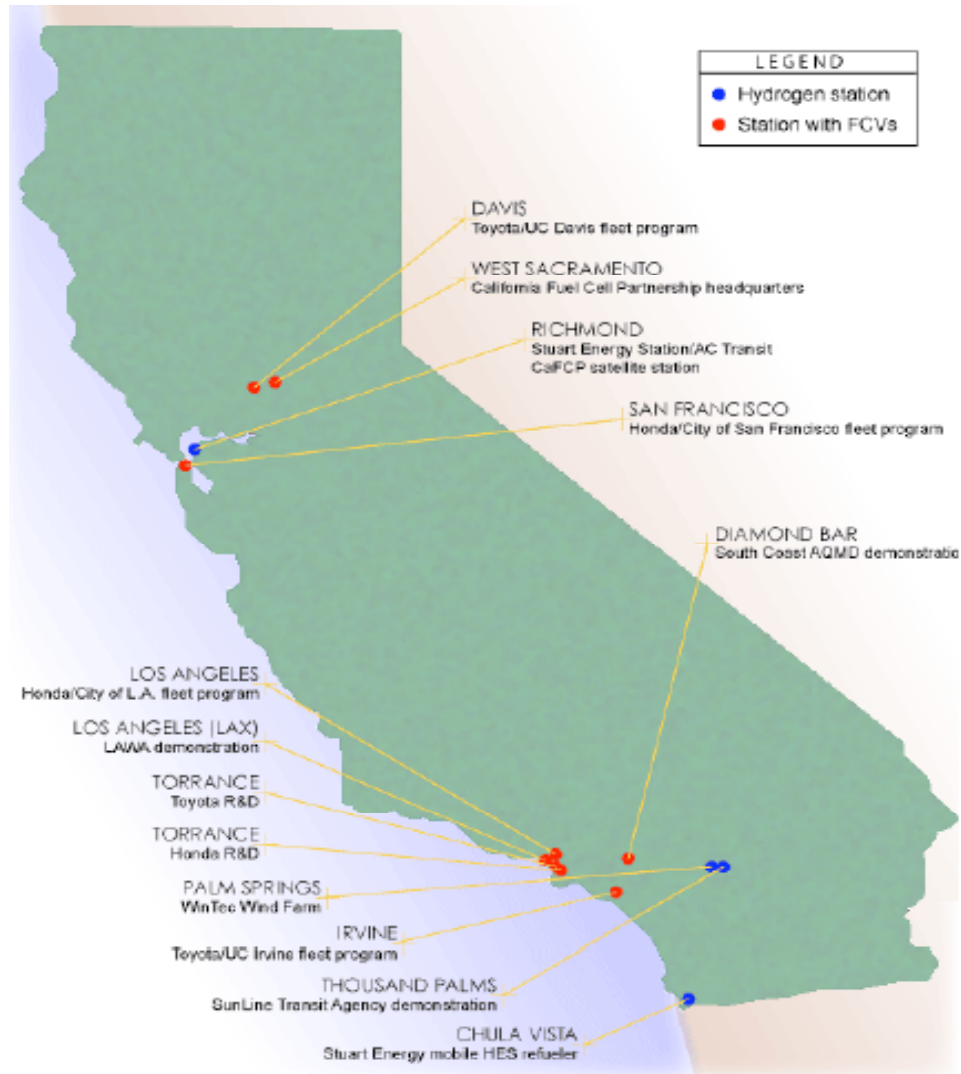 LEGEND
Hydrogen station
Station with FCVs
DAVIS
Toyota/UC Davis fleet program
WEST SACRAMENTO
California Fuel Cell Partnership headquarters
RICHMOND
Stuart Energy Station/AC Transit
CaFCP satellite station
SAN FRANCISCO
Honda/City of San Francisco fleet program
DIAMOND BAR
South Coast AQMD demonstratio
LOS ANGELES
Honda/City of L.A. fleet program
LOS ANGELES (LAX)
LAWA demonstration
TORRANCE
Toyota R&D
TORRANCE
Honda R&D
PALM SPRINGS
WinTec Wind Farm
IRVINE
Toyota/UC Irvine fleet program
THOUSAND PALMS
SunLine Transit Agency demonstration
CHULA VISTA
Stuart Energy mobile HES refueler